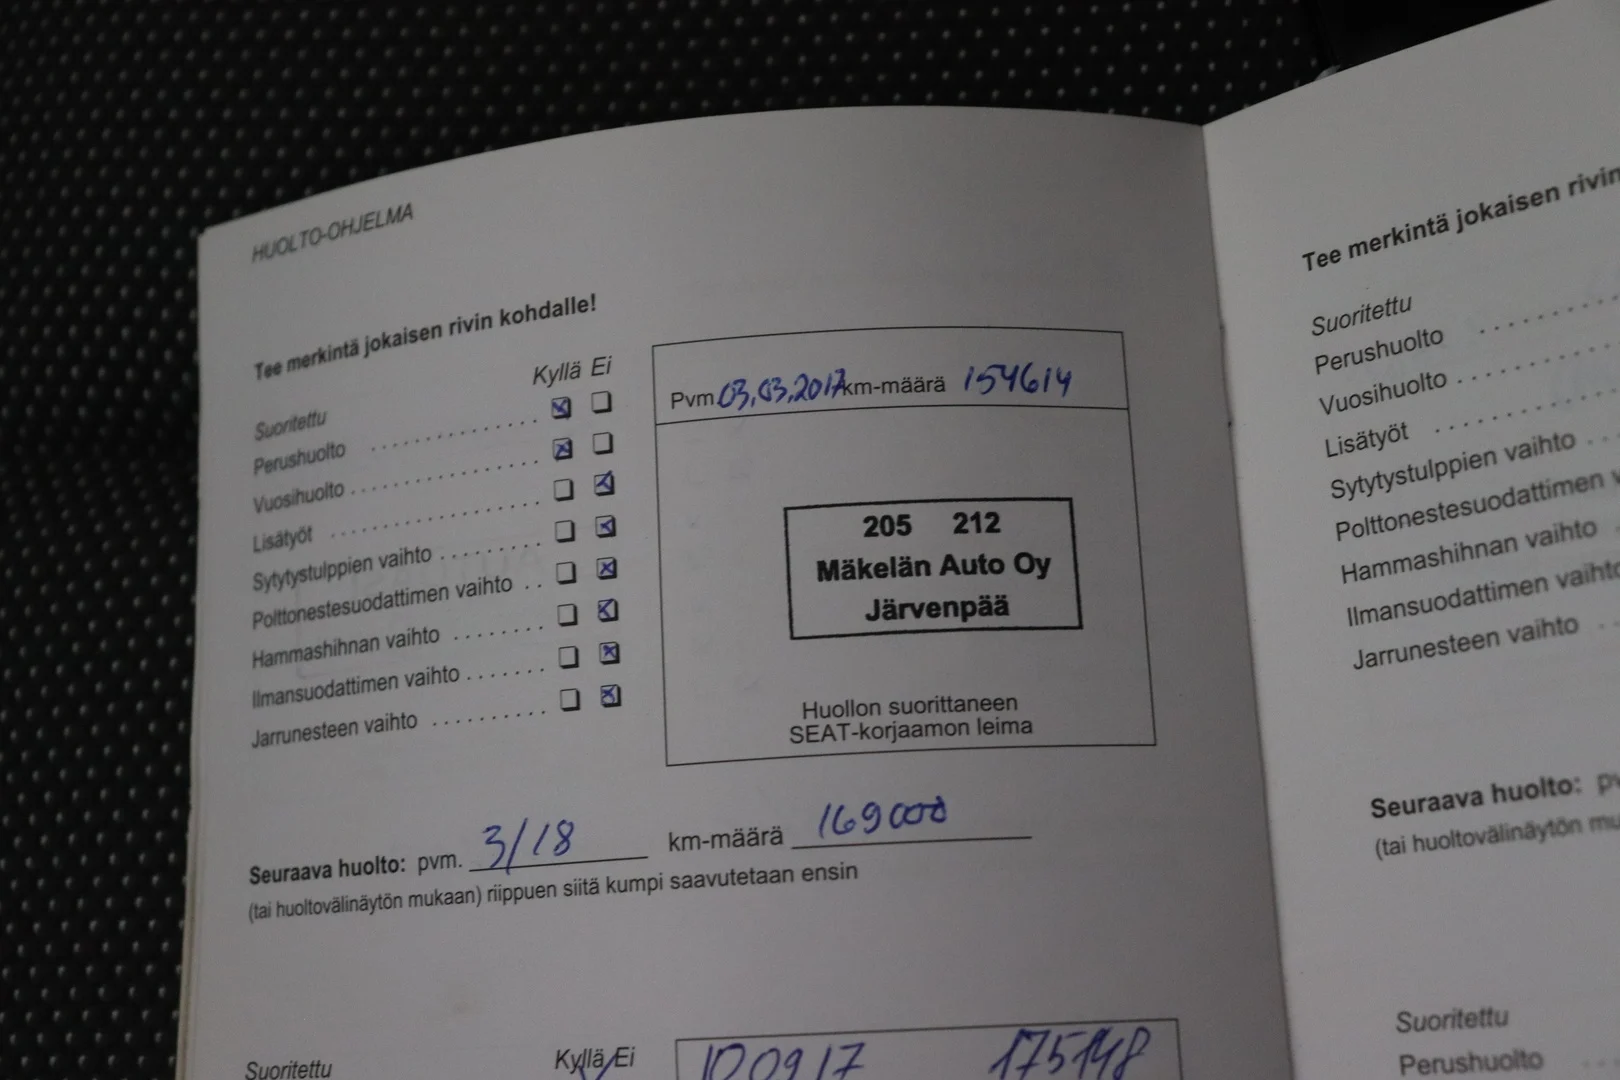 HUOLTO-OHJELMA
Tee merkintä jokaisen rivin kohdalle!
Suoritettu Kyllä Ei
Perushuolto
Vuosihuolto
Lisätyöt
Sytytystulppien vaihto
Polttonestesuodattimen vaihto
Hammashihnan vaihto
Ilmansuodattimen vaihto
Jarrunesteen vaihto
Pvm. 03,03,2017 km-määrä 154614
205 212
Mäkelän Auto Oy
Järvenpää
Huollon suorittaneen
SEAT-korjaamon leima
Seuraava huolto: pvm. 3/18 km-määrä 169000
(tai huoltovälinäytön mukaan) riippuen siitä kumpi saavutetaan ensin
Suoritettu Kyllä Ei
175148
Tee merkintä jokaisen rivin
Suoritettu
Perushuolto
Vuosihuolto
Lisätyöt
Sytytystulppien vaihto
Polttonestesuodattimen
Hammashihnan vaihto
Ilmansuodattimen vaihto
Jarrunesteen vaihto
Seuraava huolto:
(tai huoltovälinäytön
Suoritettu
Perushuolto